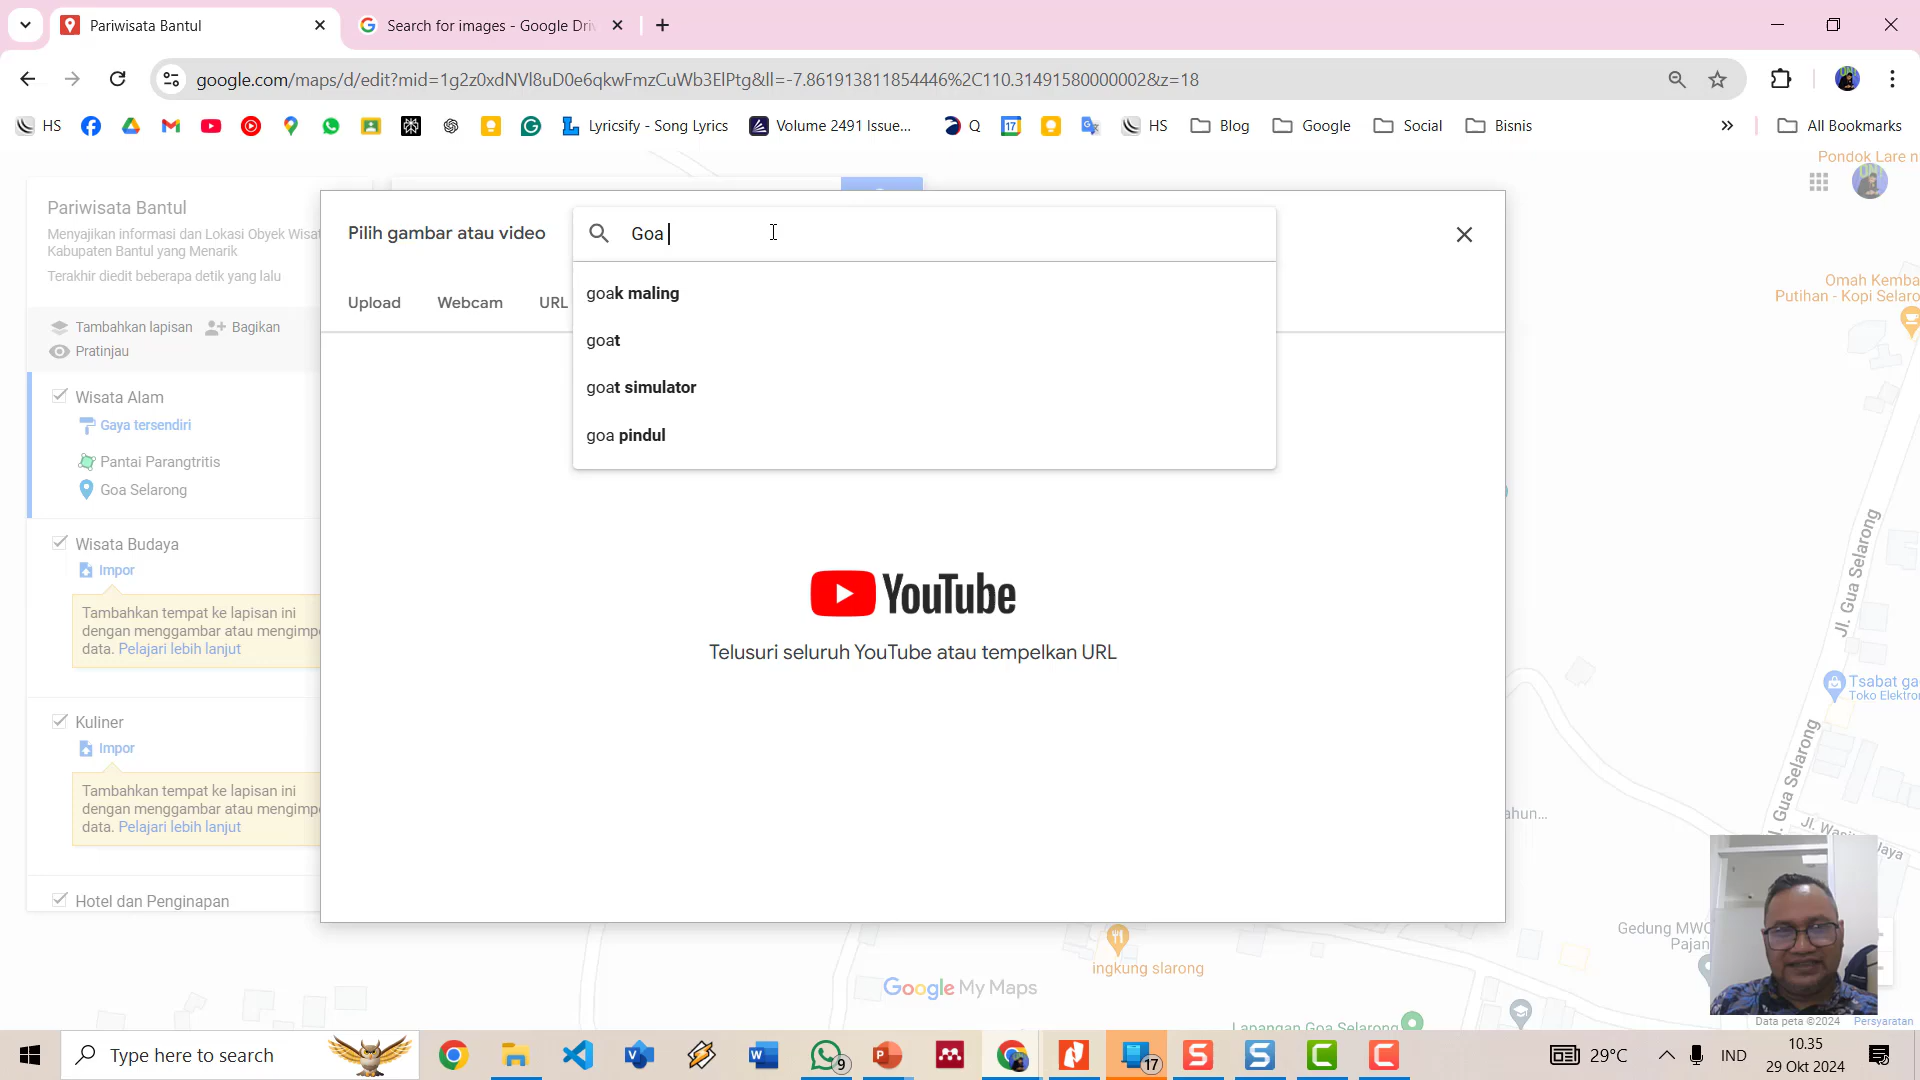 Pariwisata Bantul
Search for images - Google Driv
google.com/maps/d/edit?mid=1g2z0xdNVl8uD0e6qkwFmzCuWb3ElPtg&ll=-7.861913811854446%2C110.31491580000002&z=18
HS
Lyricsify - Song Lyrics
Volume 2491 Issue...
Q
HS
Blog
Google
Social
Bisnis
All Bookmarks
Pondok Lare n
Pariwisata Bantul
Menyajikan informasi dan Lokasi Obyek Wisat
Kabupaten Bantul yang Menarik
Terakhir diedit beberapa detik yang lalu
Tambahkan lapisan
Bagikan
Pratinjau
Wisata Alam
Gaya tersendiri
Pantai Parangtritis
Goa Selarong
Wisata Budaya
Impor
Tambahkan tempat ke lapisan ini
dengan menggambar atau mengimpo
data. Pelajari lebih lanjut
Kuliner
Impor
Tambahkan tempat ke lapisan ini
dengan menggambar atau mengimpo
data. Pelajari lebih lanjut
Hotel dan Penginapan
Pilih gambar atau video
Goa
Upload
Webcam
URL
goak maling
goat
goat simulator
goa pindul
YouTube
Telusuri seluruh YouTube atau tempelkan URL
Omah Kemba
Putihan - Kopi Selaro
Jl. Gua Selarong
Tsabat ga
Toko Elektron
Jl. Gua Selarong
ahun...
Gedung MWC
Pajan
ingkung slarong
Google My Maps
Lapangan Goa Selarong
Data peta ©2024
Persyaratan
Type here to search
9
17
29°C
IND
10.35
29 Okt 2024